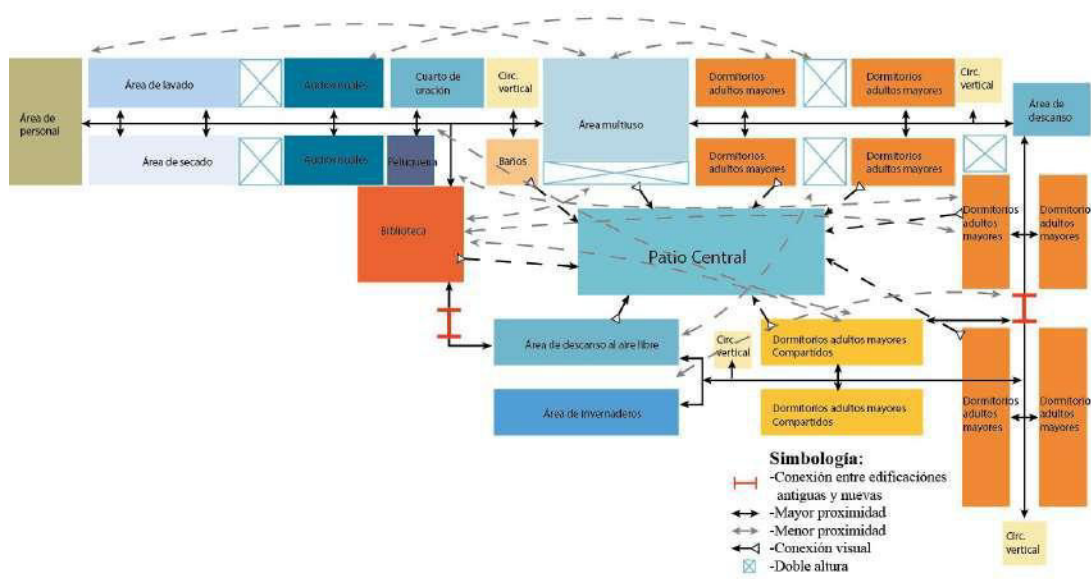 Área de
personal
Área de lavado
Audiovisuales
Cuarto de
oración
Circ.
vertical
Área multiuso
Dormitorios
adultos mayores
Dormitorios
adultos mayores
Circ.
vertical
Área de
descanso
Área de secado
Audiovisuales
Peluqueria
Baños
Dormitorios
adultos mayores
Dormitorios
adultos mayores
Biblioteca
Patio Central
Dormitorios
adultos
mayores
Dormitorios
adultos
mayores
Área de descanso al aire libre
Circ.
vertical
Dormitorios adultos mayores
Compartidos
Área de invernaderos
Dormitorios adultos mayores
Compartidos
Dormitorios
adultos
mayores
Dormitorios
adultos
mayores
Simbología:
-Conexión entre edificaciónes
antiguas y nuevas
-Mayor proximidad
-Menor proximidad
-Conexión visual
-Doble altura
Circ.
vertical